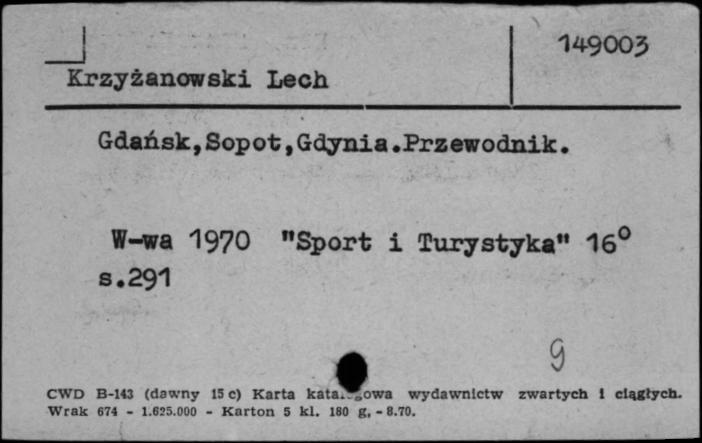 149003
Krzyżanowski Lech
Gdańsk,Sopot,Gdynia.Przewodnik.
W-wa 1970 "Sport i Turystyka" 16°
s.291
9
CWD B-143 (dawny 15 c) Karta katalogowa wydawnictw zwartych i ciągłych.
Wrak 674 - 1.625.000 - Karton 5 kl. 180 g, - 8.70.